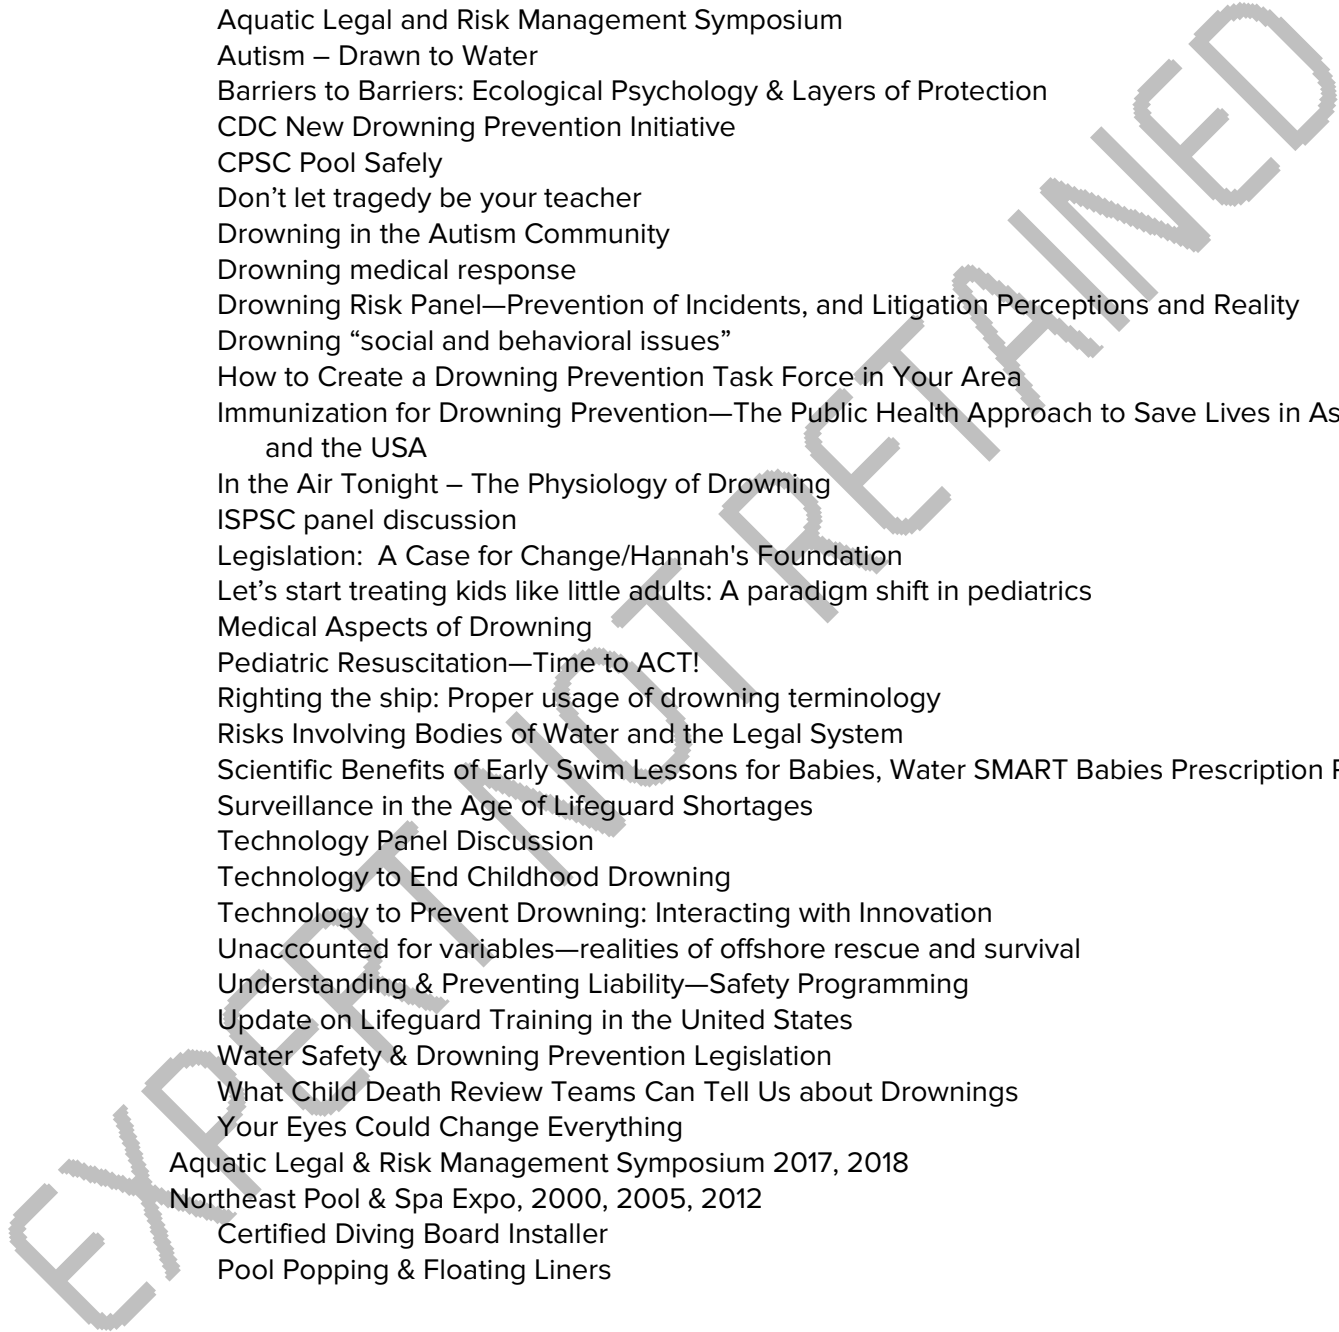 Aquatic Legal and Risk Management Symposium
Autism – Drawn to Water
Barriers to Barriers: Ecological Psychology & Layers of Protection
CDC New Drowning Prevention Initiative
CPSC Pool Safely
Don’t let tragedy be your teacher
Drowning in the Autism Community
Drowning medical response
Drowning Risk Panel—Prevention of Incidents, and Litigation Perceptions and Reality
Drowning “social and behavioral issues”
How to Create a Drowning Prevention Task Force in Your Area
Immunization for Drowning Prevention—The Public Health Approach to Save Lives in
and the USA
In the Air Tonight – The Physiology of Drowning
ISPSC panel discussion
Legislation:  A Case for Change/Hannah's Foundation
Let’s start treating kids like little adults: A paradigm shift in pediatrics
Medical Aspects of Drowning
Pediatric Resuscitation—Time to ACT!
Righting the ship: Proper usage of drowning terminology
Risks Involving Bodies of Water and the Legal System
Scientific Benefits of Early Swim Lessons for Babies, Water SMART Babies Prescription
Surveillance in the Age of Lifeguard Shortages
Technology Panel Discussion
Technology to End Childhood Drowning
Technology to Prevent Drowning: Interacting with Innovation
Unaccounted for variables—realities of offshore rescue and survival
Understanding & Preventing Liability—Safety Programming
Update on Lifeguard Training in the United States
Water Safety & Drowning Prevention Legislation
What Child Death Review Teams Can Tell Us about Drownings
Your Eyes Could Change Everything
Aquatic Legal & Risk Management Symposium 2017, 2018
Northeast Pool & Spa Expo, 2000, 2005, 2012
Certified Diving Board Installer
Pool Popping & Floating Liners
EXPERT NOT RETAINED